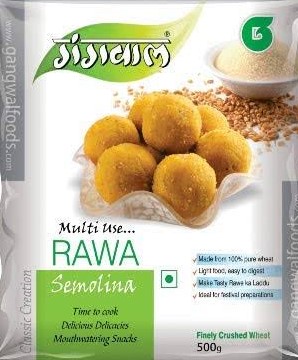 गंगवाल®
G
www.gangwalfoods.com
Multi Use...
RAWA
Semolina
Classic Creation
Time to cook
Delicious Delicacies
Mouthwatering Snacks
✓ Made from 100% pure wheat
✓ Light food, easy to digest
✓ Make Tasty Rawe ka Laddu
✓ Ideal for festival preparations
Finely Crushed Wheat
500g